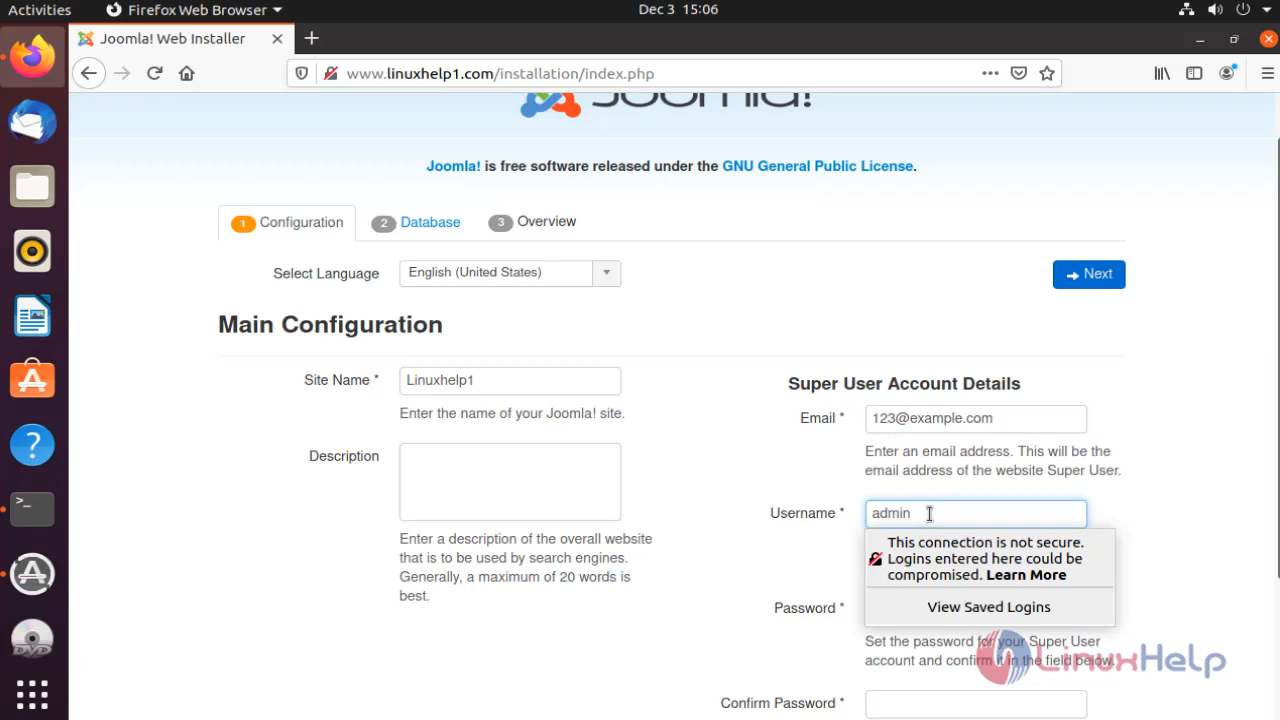 Activities
Firefox Web Browser
Dec 3 15:06
Joomla! Web Installer
www.linuxhelp1.com/installation/index.php
Joomla!
Joomla! is free software released under the GNU General Public License.
1 Configuration
2 Database
3 Overview
Select Language
English (United States)
Next
Main Configuration
Site Name *
Linuxhelp1
Enter the name of your Joomla! site.
Description
Enter a description of the overall website
that is to be used by search engines.
Generally, a maximum of 20 words is
best.
Super User Account Details
Email *
123@example.com
Enter an email address. This will be the
email address of the website Super User.
Username *
admin
This connection is not secure.
Logins entered here could be
compromised. Learn More
View Saved Logins
Password *
Set the password for your Super User
account and confirm it in the field below.
Confirm Password *
LinuxHelp
DVD